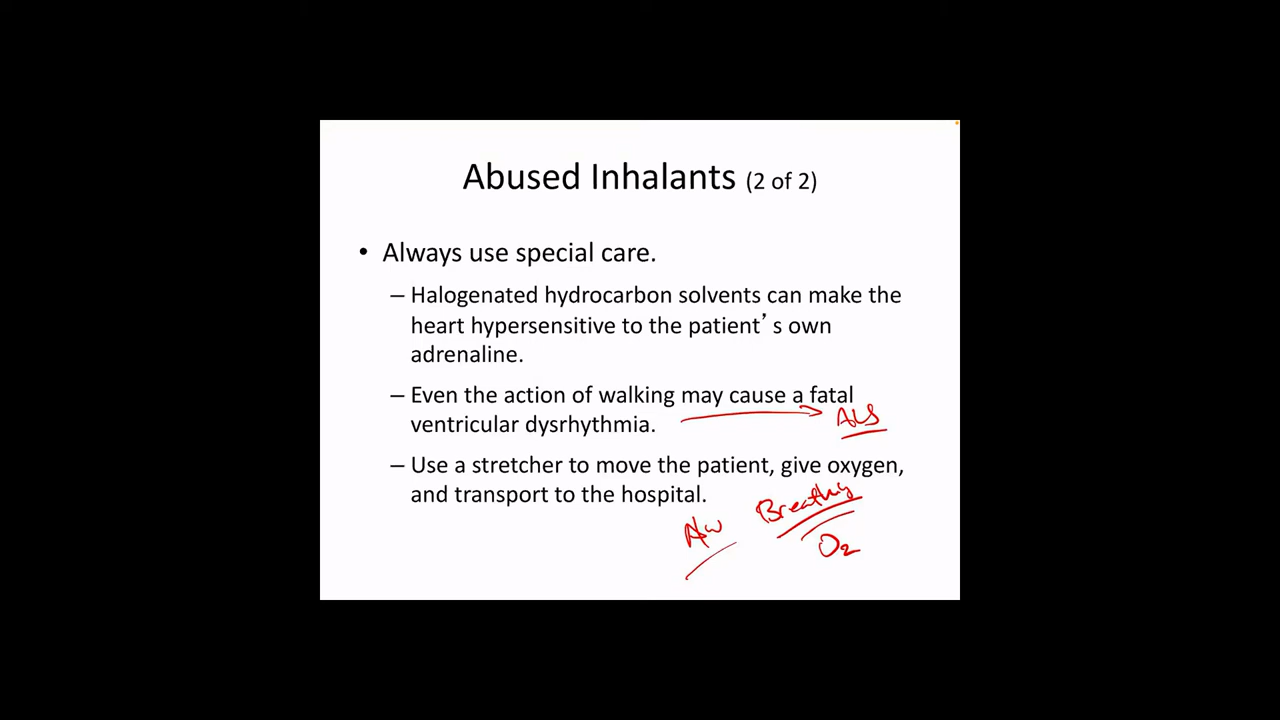 Abused Inhalants (2 of 2)
• Always use special care.
– Halogenated hydrocarbon solvents can make the
heart hypersensitive to the patient’s own
adrenaline.
– Even the action of walking may cause a fatal
ventricular dysrhythmia.
ALS
– Use a stretcher to move the patient, give oxygen,
and transport to the hospital.
A/w Breathing
O2